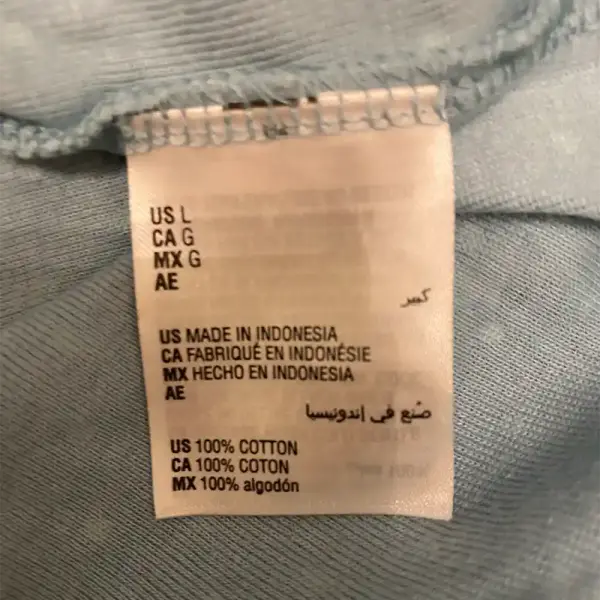 US L
CA G
MX G
AE
كبير
US MADE IN INDONESIA
CA FABRIQUÉ EN INDONÉSIE
MX HECHO EN INDONESIA
AE
صُنع في إندونيسيا
US 100% COTTON
CA 100% COTON
MX 100% algodón